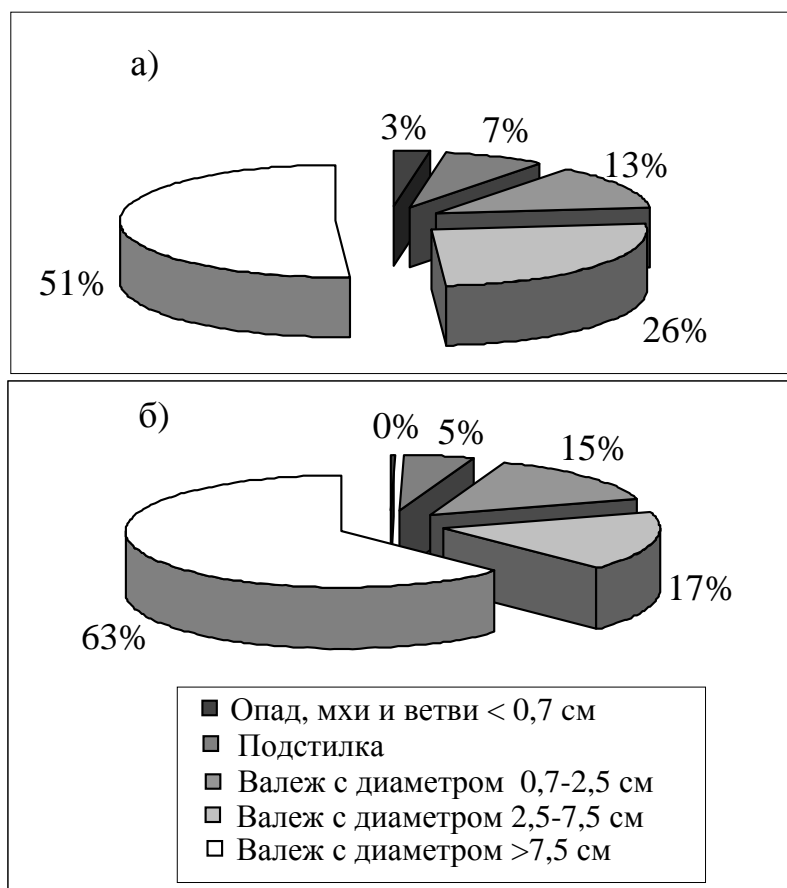 а)
3%
7%
13%
51%
26%
б)
0%
5%
15%
17%
63%
Опад, мхи и ветви < 0,7 см
Подстилка
Валеж с диаметром 0,7-2,5 см
Валеж с диаметром 2,5-7,5 см
Валеж с диаметром >7,5 см